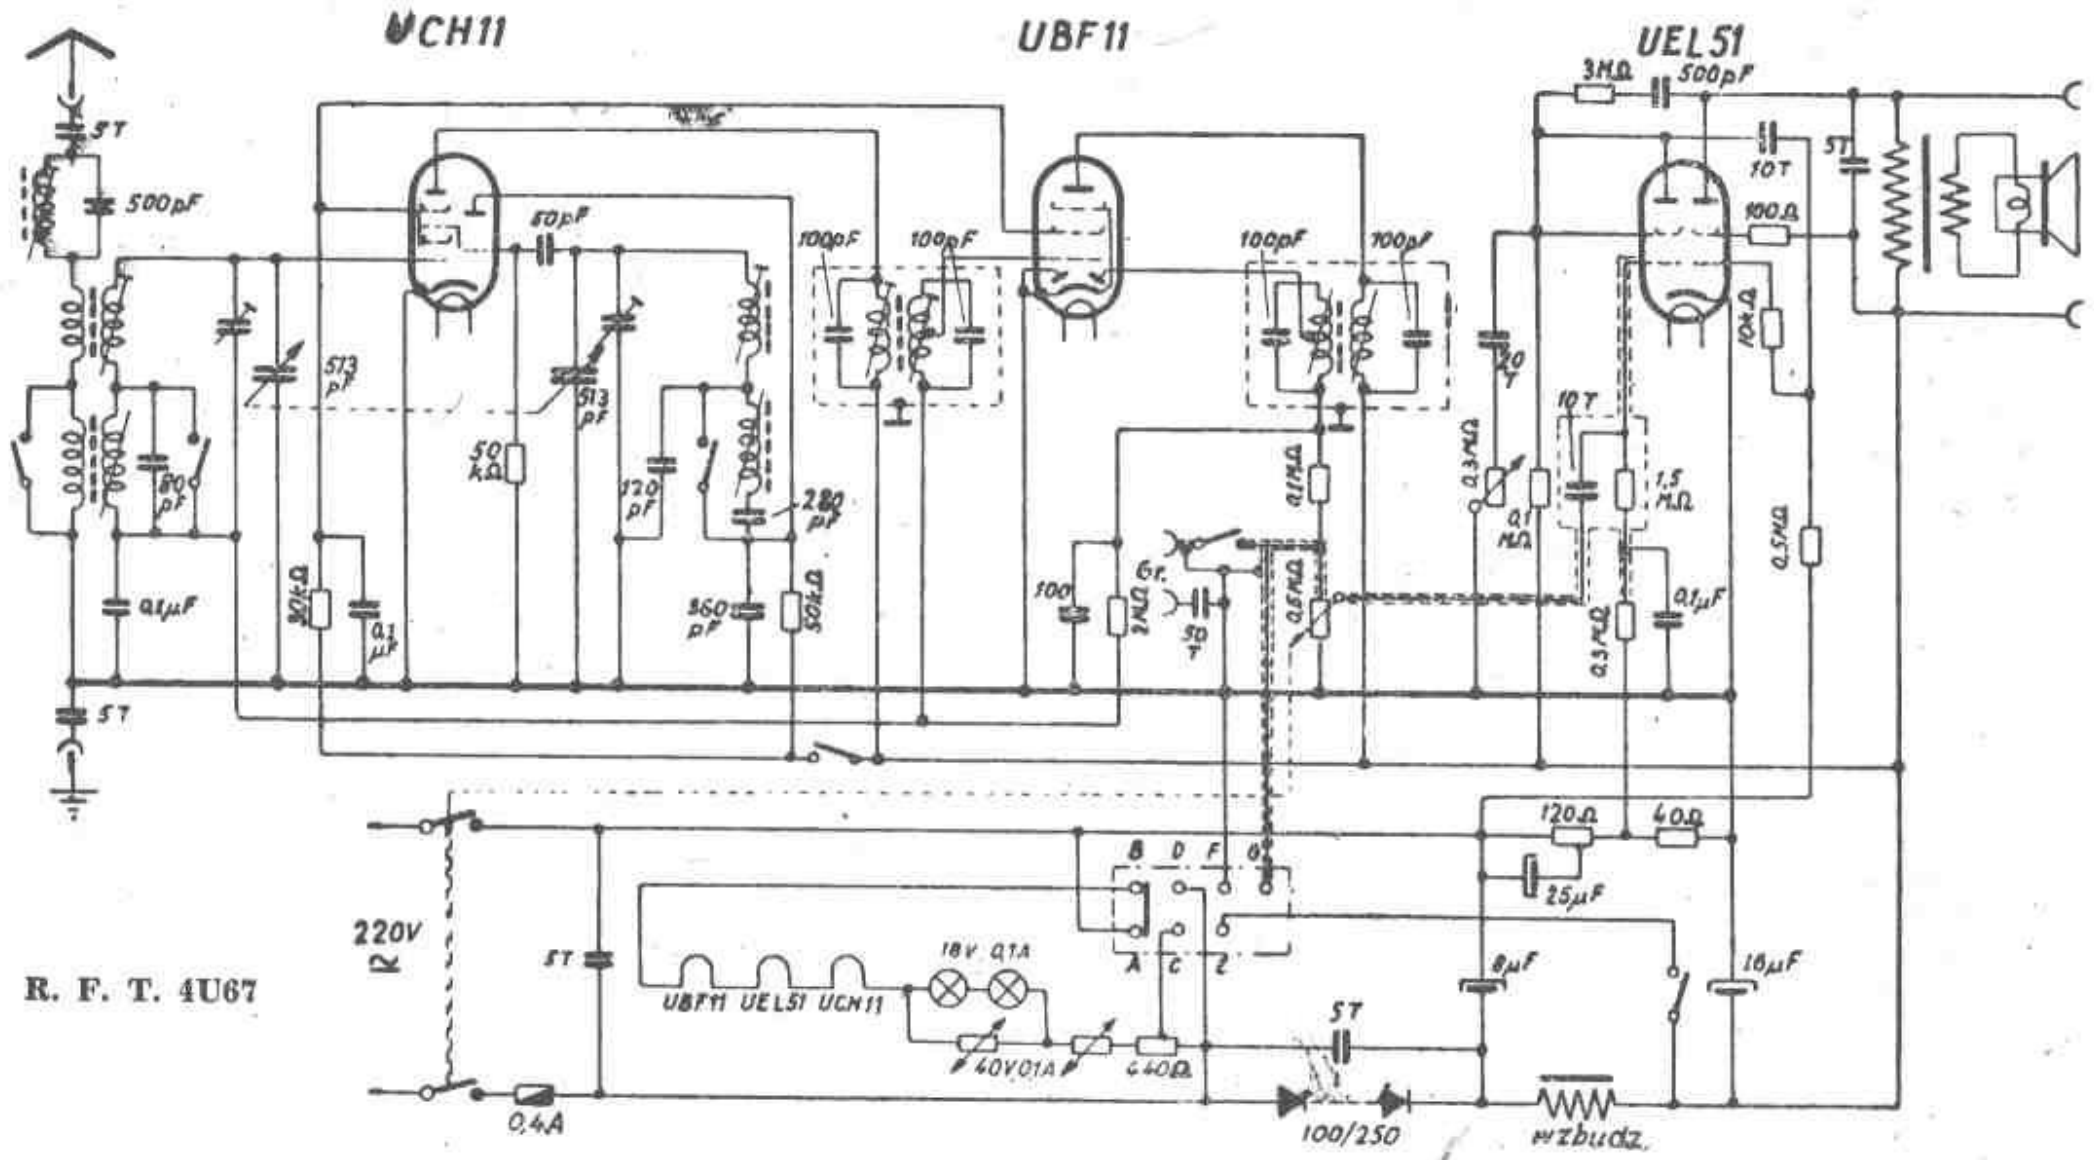 UCH11
UBF11
UEL51
3MΩ
500pF
5T
10T
5T
500pF
50pF
100Ω
100pF
100pF
100pF
100pF
10kΩ
20
T
513
pF
513
pF
10T
0,3MΩ
50
kΩ
80
pF
120
pF
280
pF
0,1MΩ
0,1
MΩ
1,5
MΩ
0,5MΩ
0,1µF
0,1
µF
360
pF
50kΩ
100
2MΩ
Gr.
50
T
0,5MΩ
0,3MΩ
0,1µF
5T
120Ω
40Ω
B D F G
25µF
220V
5T
18V 0,1A
A C E
8µF
16µF
R. F. T. 4U67
UBF11 UEL51 UCH11
5T
40V 0,1A
440Ω
0,4A
100/250
wzbudz.